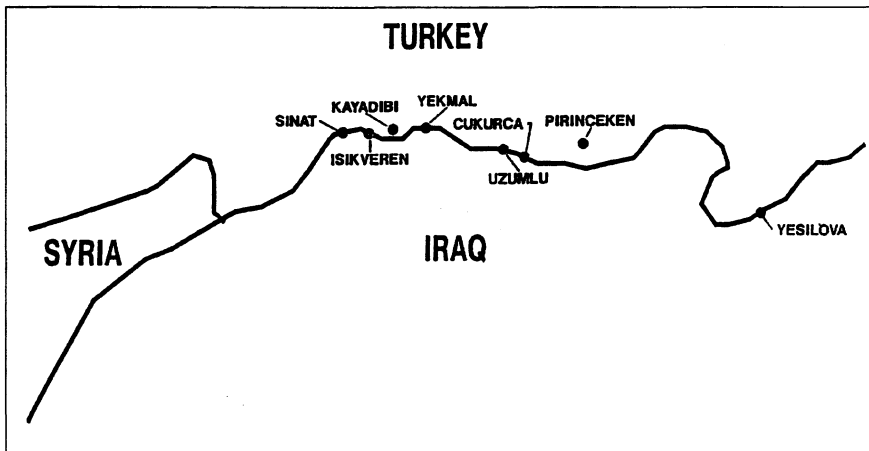 TURKEY
YEKMAL
KAYADIBI
SINAT
CUKURCA
PIRINÇEKEN
ISIKVEREN
UZUMLU
YESILOVA
SYRIA
IRAQ